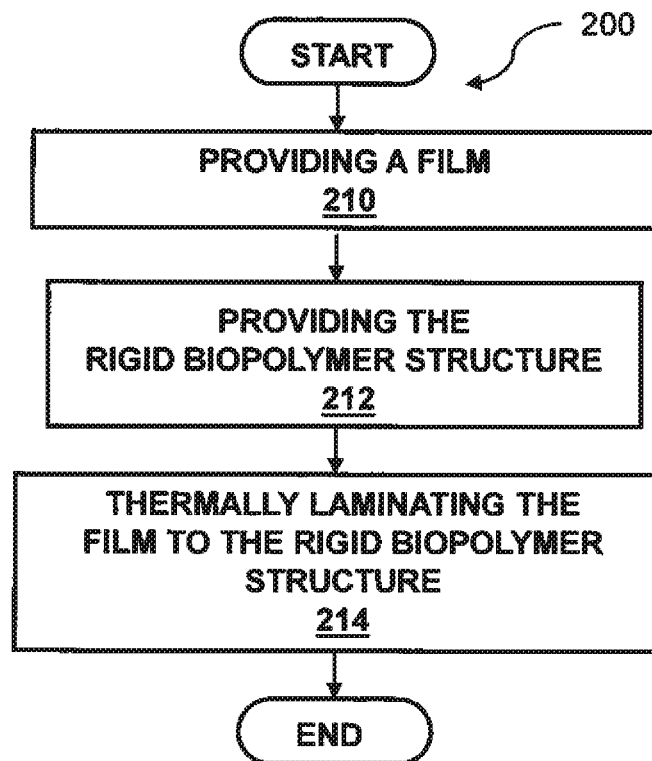 START
200
PROVIDING A FILM
210
PROVIDING THE
RIGID BIOPOLYMER STRUCTURE
212
THERMALLY LAMINATING THE
FILM TO THE RIGID BIOPOLYMER
STRUCTURE
214
END